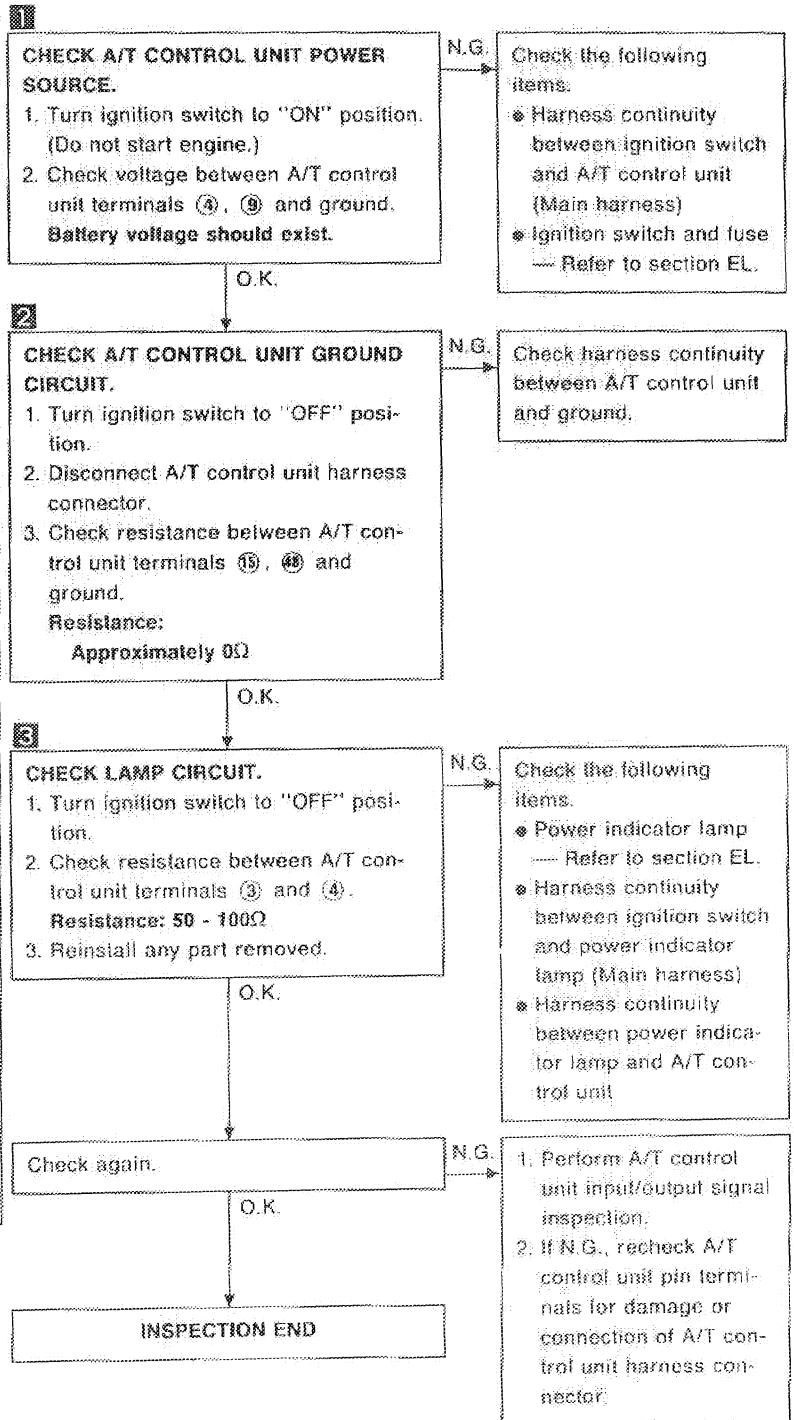 1
CHECK A/T CONTROL UNIT POWER
SOURCE.
1. Turn ignition switch to "ON" position.
(Do not start engine.)
2. Check voltage between A/T control
unit terminals ④, ⑨ and ground.
Battery voltage should exist.
N.G.
Check the following
items.
● Harness continuity
between ignition switch
and A/T control unit
(Main harness)
● Ignition switch and fuse
— Refer to section EL.
O.K.
2
CHECK A/T CONTROL UNIT GROUND
CIRCUIT.
1. Turn ignition switch to "OFF" posi-
tion.
2. Disconnect A/T control unit harness
connector.
3. Check resistance between A/T con-
trol unit terminals ⑮, ㊽ and
ground.
Resistance:
Approximately 0Ω
N.G.
Check harness continuity
between A/T control unit
and ground.
O.K.
3
CHECK LAMP CIRCUIT.
1. Turn ignition switch to "OFF" posi-
tion.
2. Check resistance between A/T con-
trol unit terminals ③ and ④.
Resistance: 50 - 100Ω
3. Reinstall any part removed.
N.G.
Check the following
items.
● Power indicator lamp
— Refer to section EL.
● Harness continuity
between ignition switch
and power indicator
lamp (Main harness)
● Harness continuity
between power indica-
tor lamp and A/T con-
trol unit
O.K.
Check again.
N.G.
1. Perform A/T control
unit input/output signal
inspection.
2. If N.G., recheck A/T
control unit pin termi-
nals for damage or
connection of A/T con-
trol unit harness con-
nector.
O.K.
INSPECTION END